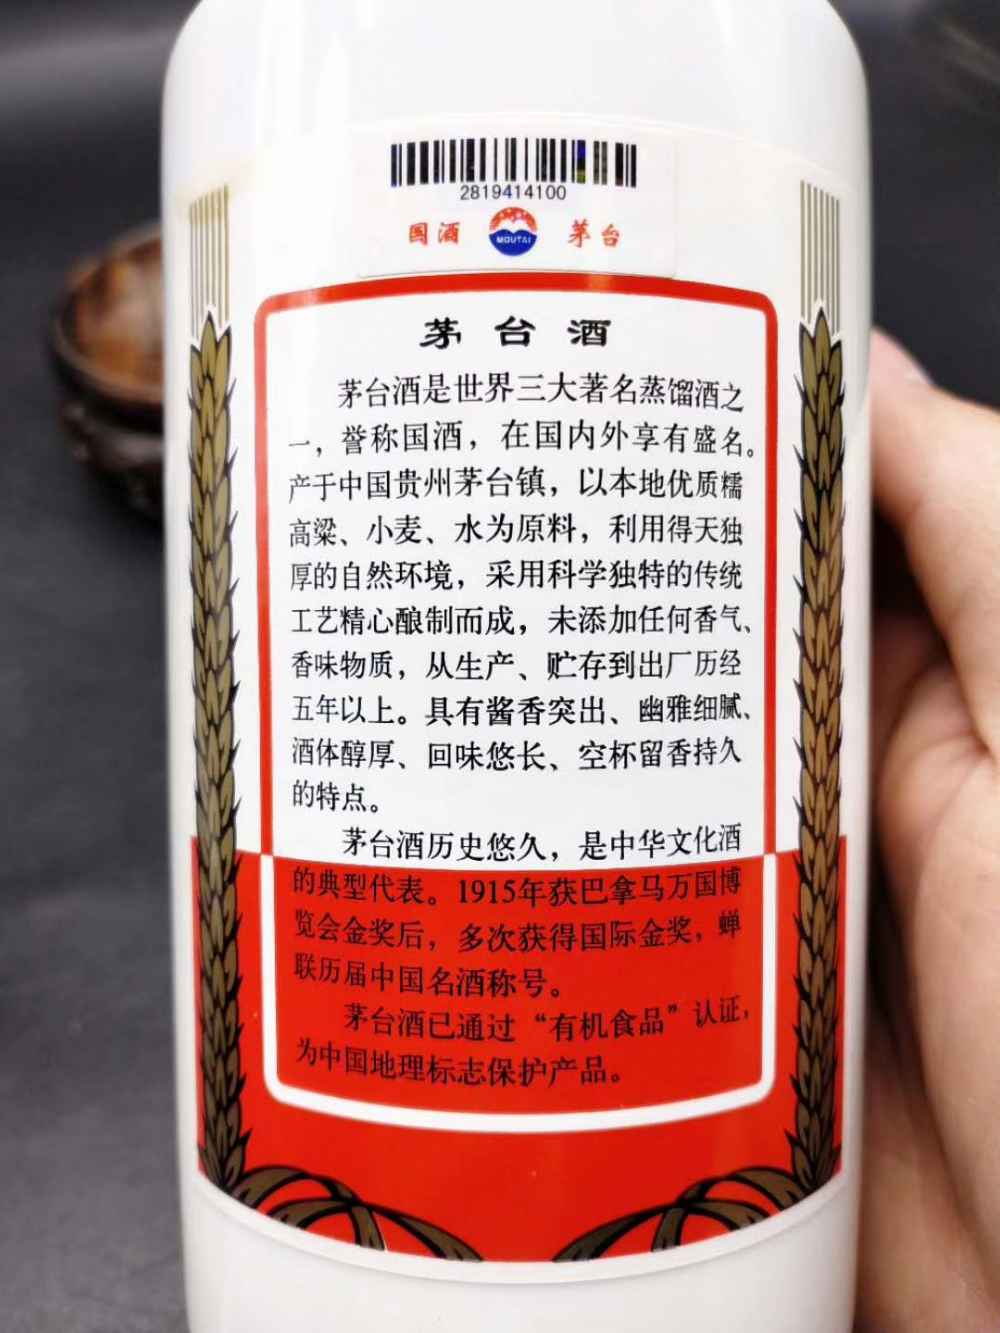 2819414100
国酒 MOUTAI 茅台
茅台酒
茅台酒是世界三大著名蒸馏酒之
一，誉称国酒，在国内外享有盛名。
产于中国贵州茅台镇，以本地优质糯
高粱、小麦、水为原料，利用得天独
厚的自然环境，采用科学独特的传统
工艺精心酿制而成，未添加任何香气、
香味物质，从生产、贮存到出厂历经
五年以上。具有酱香突出、幽雅细腻、
酒体醇厚、回味悠长、空杯留香持久
的特点。
茅台酒历史悠久，是中华文化酒
的典型代表。1915年获巴拿马万国博
览会金奖后，多次获得国际金奖，蝉
联历届中国名酒称号。
茅台酒已通过“有机食品”认证，
为中国地理标志保护产品。